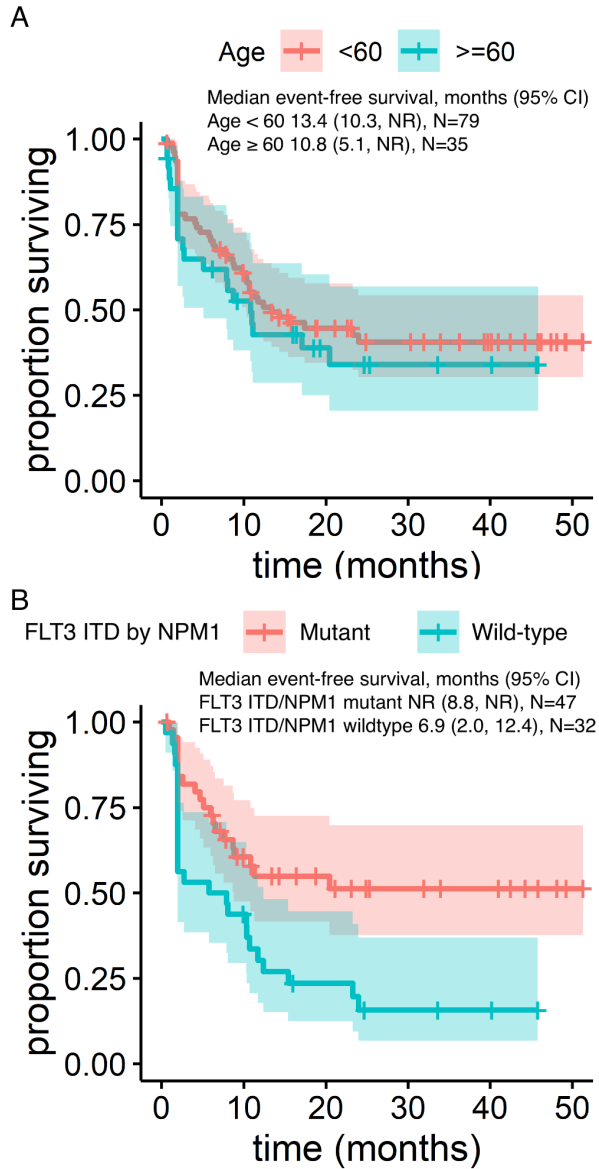 A
Age <60 >=60
Median event-free survival, months (95% CI)
Age < 60 13.4 (10.3, NR), N=79
Age ≥ 60 10.8 (5.1, NR), N=35
proportion surviving
1.00
0.75
0.50
0.25
0.00
0 10 20 30 40 50
time (months)
B
FLT3 ITD by NPM1 Mutant Wild-type
Median event-free survival, months (95% CI)
FLT3 ITD/NPM1 mutant NR (8.8, NR), N=47
FLT3 ITD/NPM1 wildtype 6.9 (2.0, 12.4), N=32
proportion surviving
1.00
0.75
0.50
0.25
0.00
0 10 20 30 40 50
time (months)